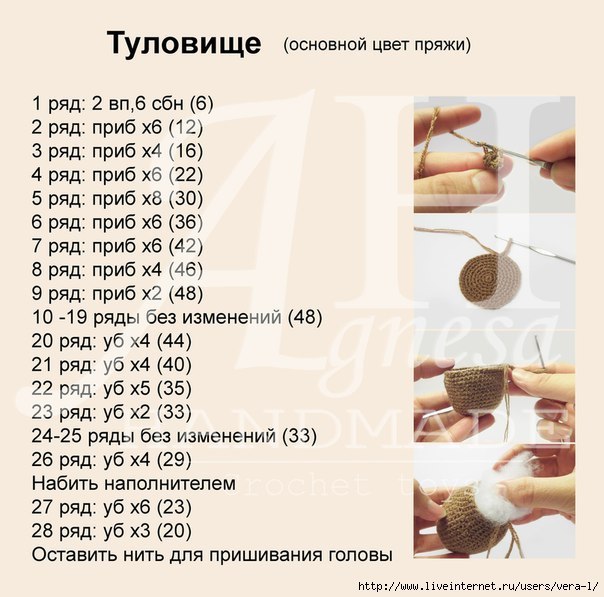 Туловище (основной цвет пряжи)
1 ряд: 2 вп,6 сбн (6)
2 ряд: приб х6 (12)
3 ряд: приб х4 (16)
4 ряд: приб х6 (22)
5 ряд: приб х8 (30)
6 ряд: приб х6 (36)
7 ряд: приб х6 (42)
8 ряд: приб х4 (46)
9 ряд: приб х2 (48)
10 -19 ряды без изменений (48)
20 ряд: уб х4 (44)
21 ряд: уб х4 (40)
22 ряд: уб х5 (35)
23 ряд: уб х2 (33)
24-25 ряды без изменений (33)
26 ряд: уб х4 (29)
Набить наполнителем
27 ряд: уб х6 (23)
28 ряд: уб х3 (20)
Оставить нить для пришивания головы
AH
Agnesa
HANDMADE
crochet toys
http://www.liveinternet.ru/users/vera-l/